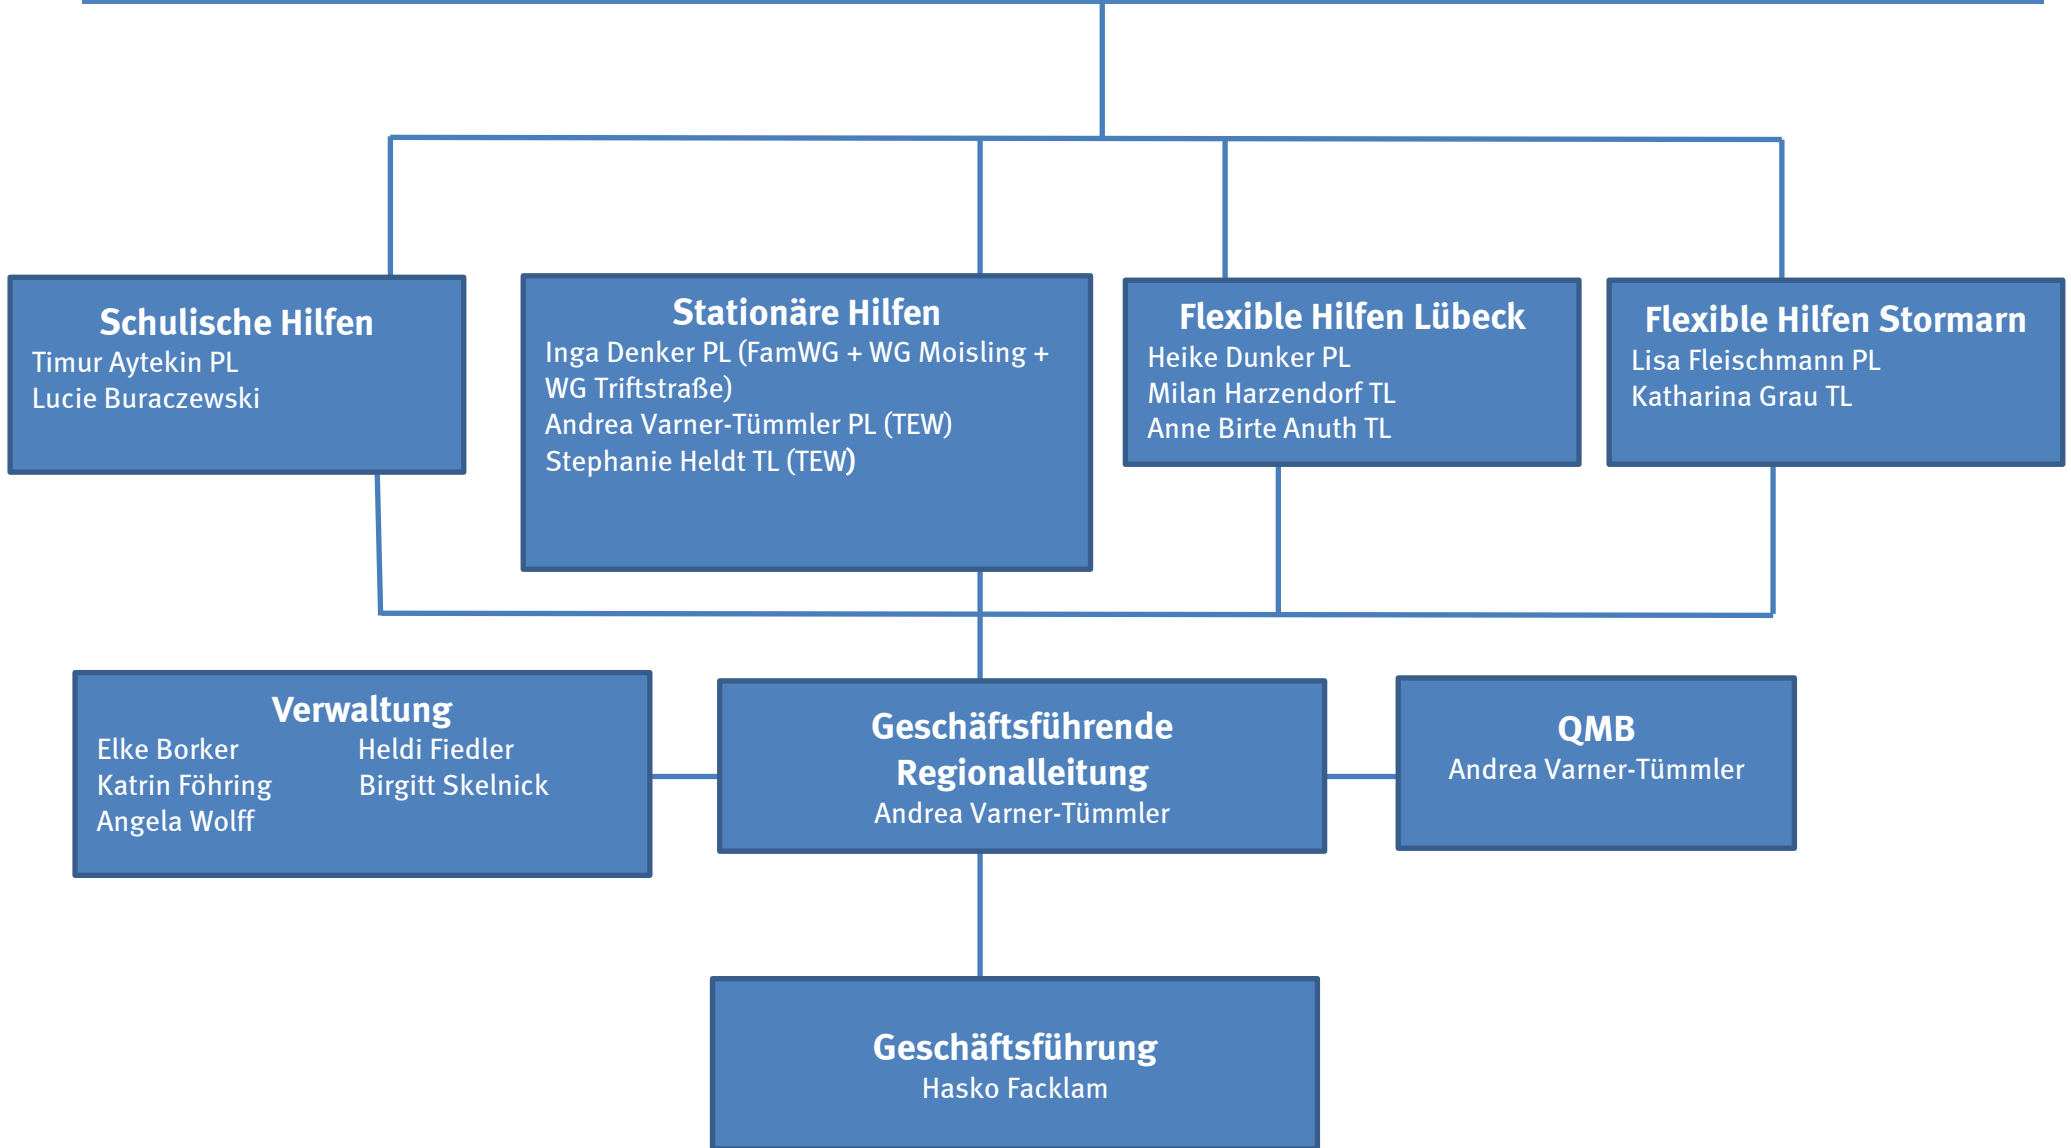 Schulische Hilfen
Timur Aytekin PL
Lucie Buraczewski
Stationäre Hilfen
Inga Denker PL (FamWG + WG Moisling +
WG Triftstraße)
Andrea Varner-Tümmler PL (TEW)
Stephanie Heldt TL (TEW)
Flexible Hilfen Lübeck
Heike Dunker PL
Milan Harzendorf TL
Anne Birte Anuth TL
Flexible Hilfen Stormarn
Lisa Fleischmann PL
Katharina Grau TL
Verwaltung
Elke Borker Heldi Fiedler
Katrin Föhring Birgitt Skelnick
Angela Wolff
Geschäftsführende
Regionalleitung
Andrea Varner-Tümmler
QMB
Andrea Varner-Tümmler
Geschäftsführung
Hasko Facklam